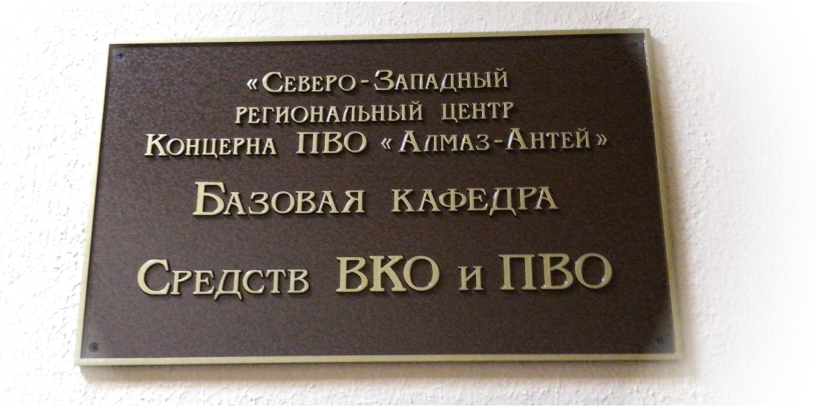 «Северо-Западный
региональный центр
Концерна ПВО «Алмаз-Антей»
Базовая кафедра
Средств ВКО и ПВО